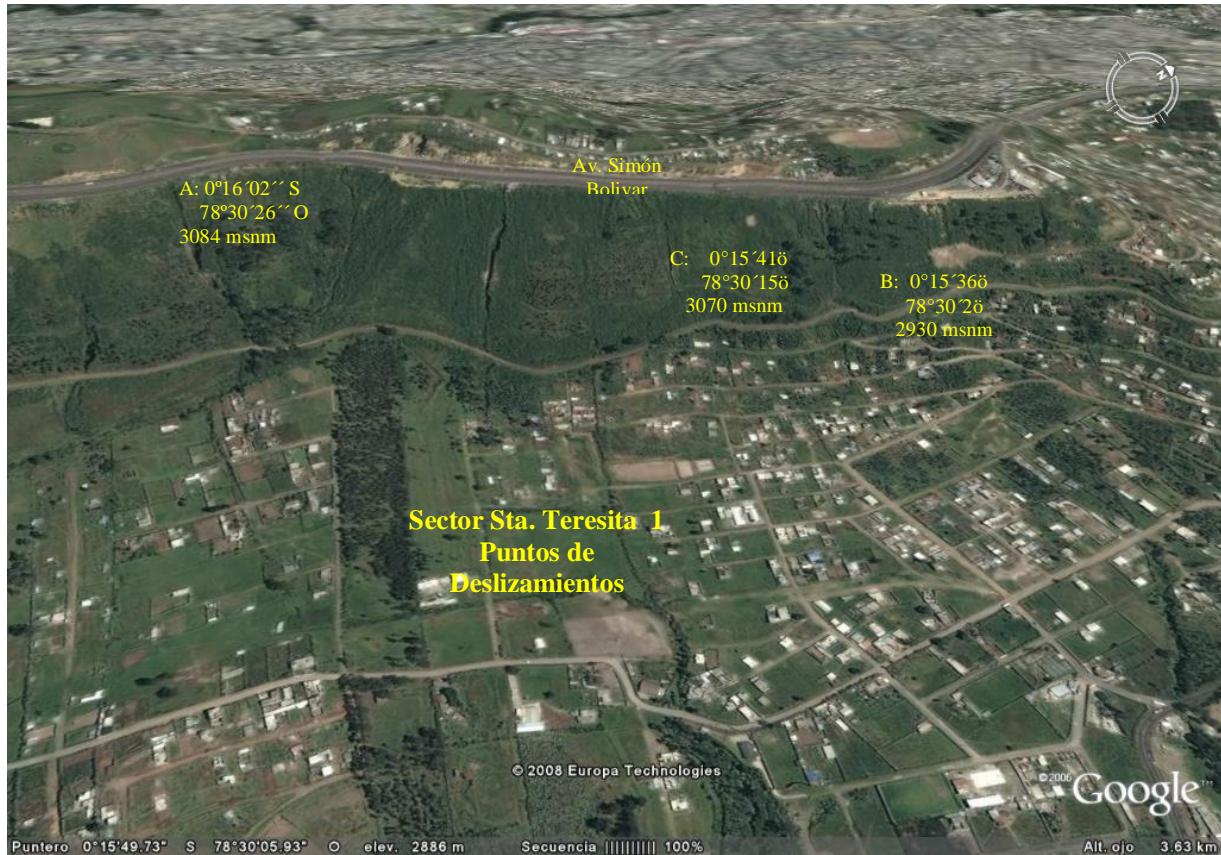 N
Av. Simón
Bolivar
A: 0º16´02´´ S
78º30´26´´ O
3084 msnm
C: 0°15´41ö
78°30´15ö
3070 msnm
B: 0°15´36ö
78°30´2ö
2930 msnm
Sector Sta. Teresita 1
Puntos de
Deslizamientos
© 2008 Europa Technologies
©2006 Google™
Puntero 0°15'49.73" S 78°30'05.93" O elev. 2886 m Secuencia |||||||||| 100% Alt. ojo 3.63 km